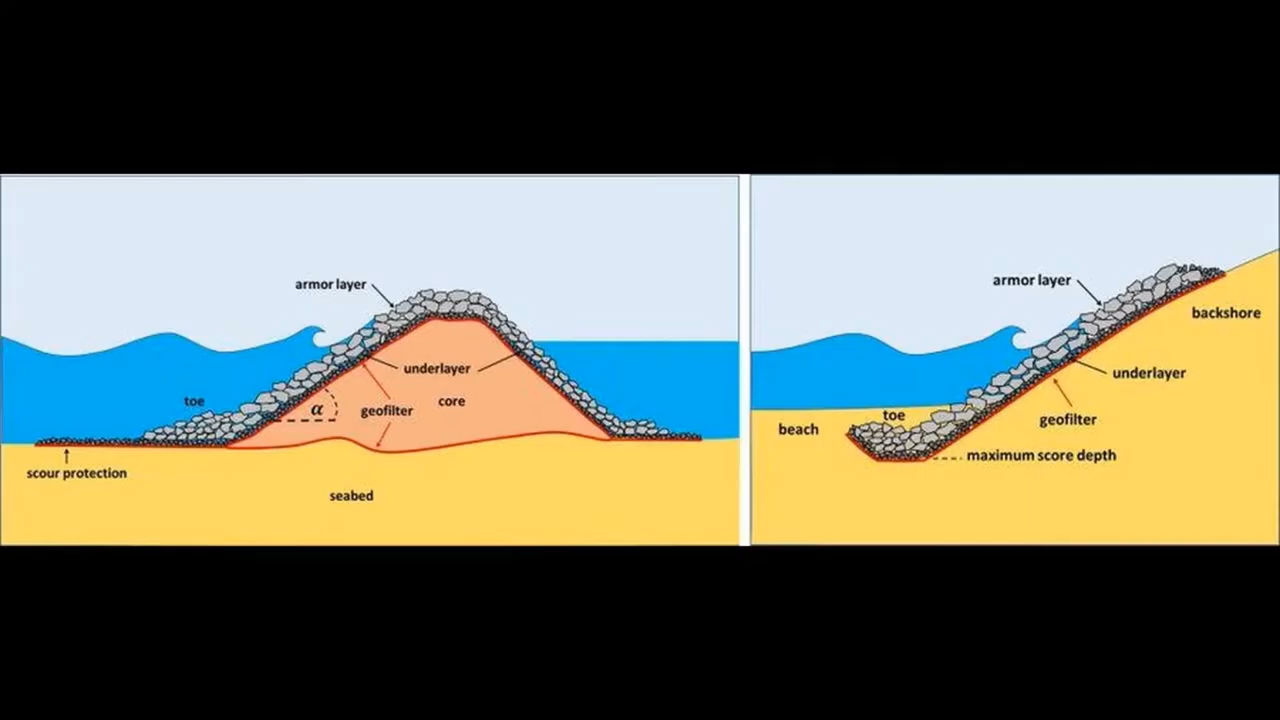 armor layer
underlayer
toe
core
α
geofilter
scour protection
seabed
armor layer
backshore
underlayer
toe
geofilter
beach
maximum score depth